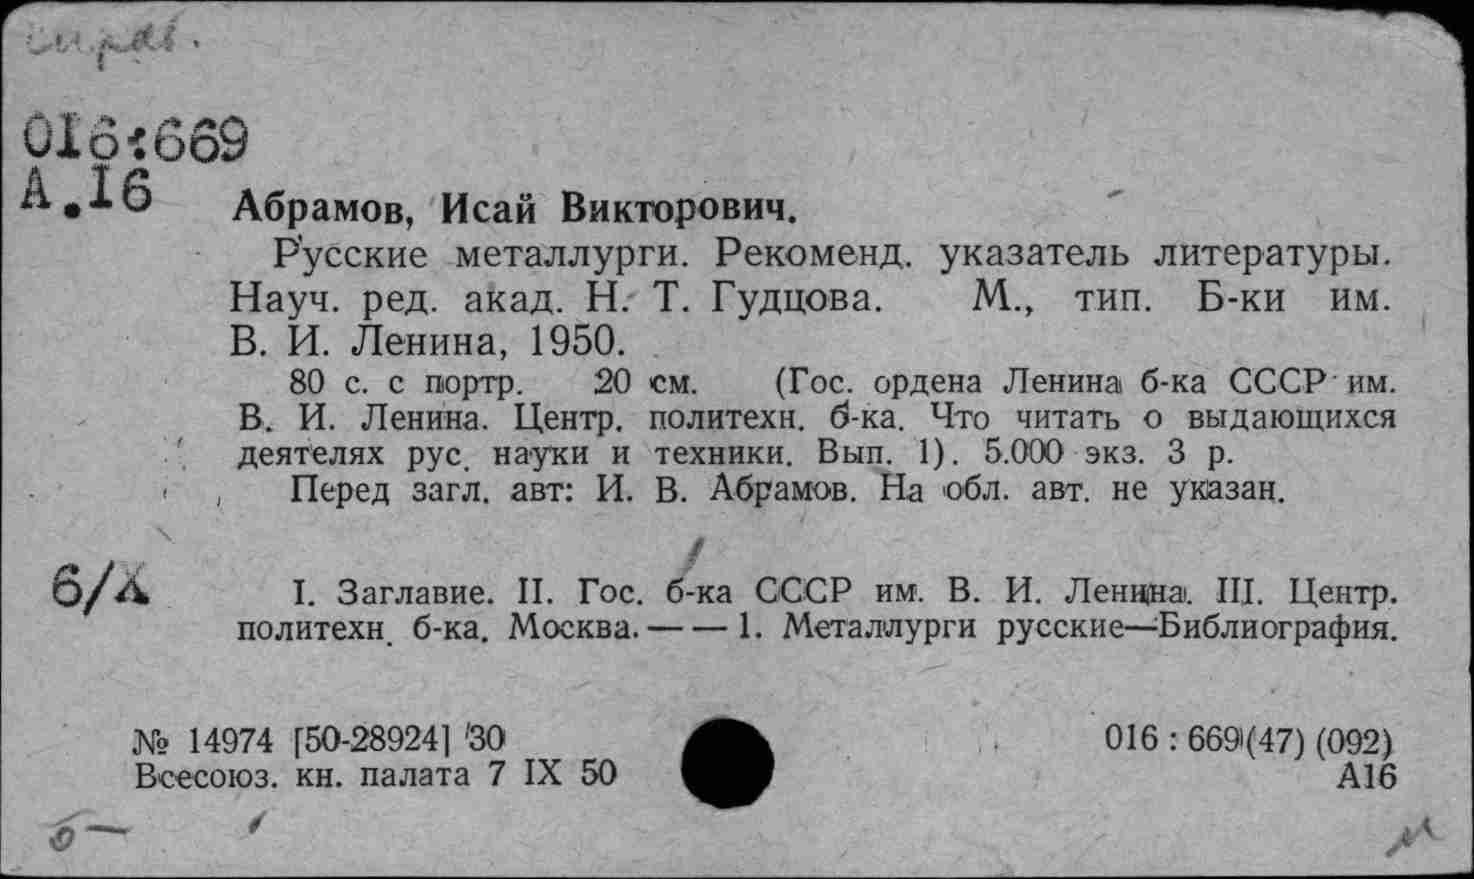 016:669
А.16
Абрамов, Исай Викторович.
Русские металлурги. Рекоменд. указатель литературы.
Науч. ред. акад. Н. Т. Гудцова. М., тип. Б-ки им.
В. И. Ленина, 1950.
80 с. с портр. 20 см. (Гос. ордена Ленина б-ка СССР им.
В. И. Ленина. Центр. политехн. б-ка. Что читать о выдающихся
деятелях рус. науки и техники. Вып. 1). 5.000 экз. 3 р.
Перед загл. авт: И. В. Абрамов. На обл. авт. не указан.
I. Заглавие. II. Гос. б-ка СССР им. В. И. Ленина. III. Центр.
политехн. б-ка. Москва. — — 1. Металлурги русские—Библиография.
№ 14974 [50-28924] '30
Всесоюз. кн. палата 7 IX 50
016 : 669(47) (092)
А16